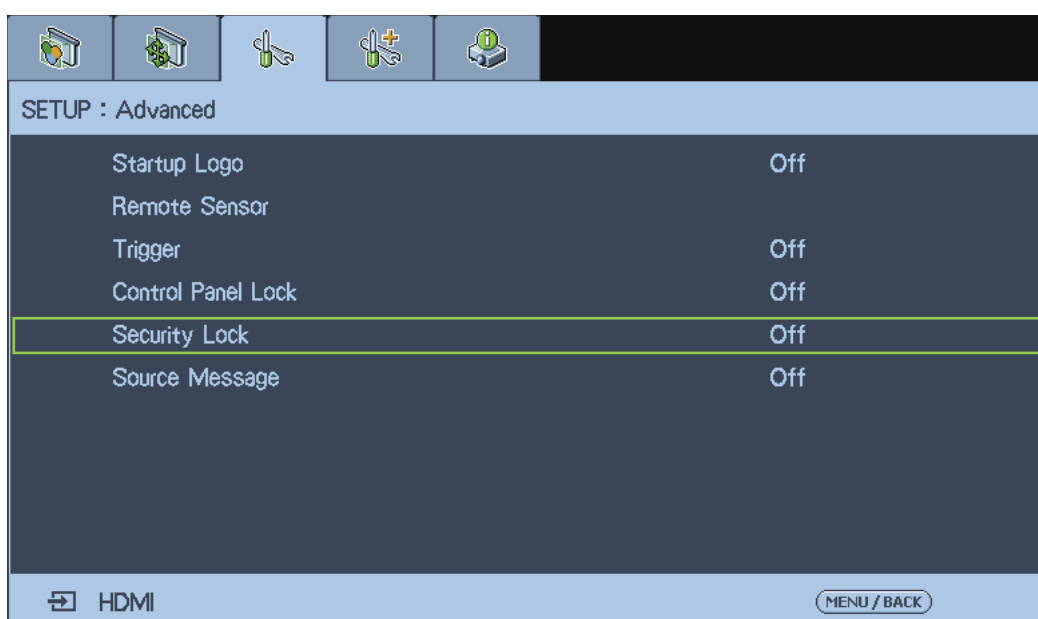 SETUP : Advanced
Startup Logo Off
Remote Sensor
Trigger Off
Control Panel Lock Off
Security Lock Off
Source Message Off
HDMI MENU / BACK